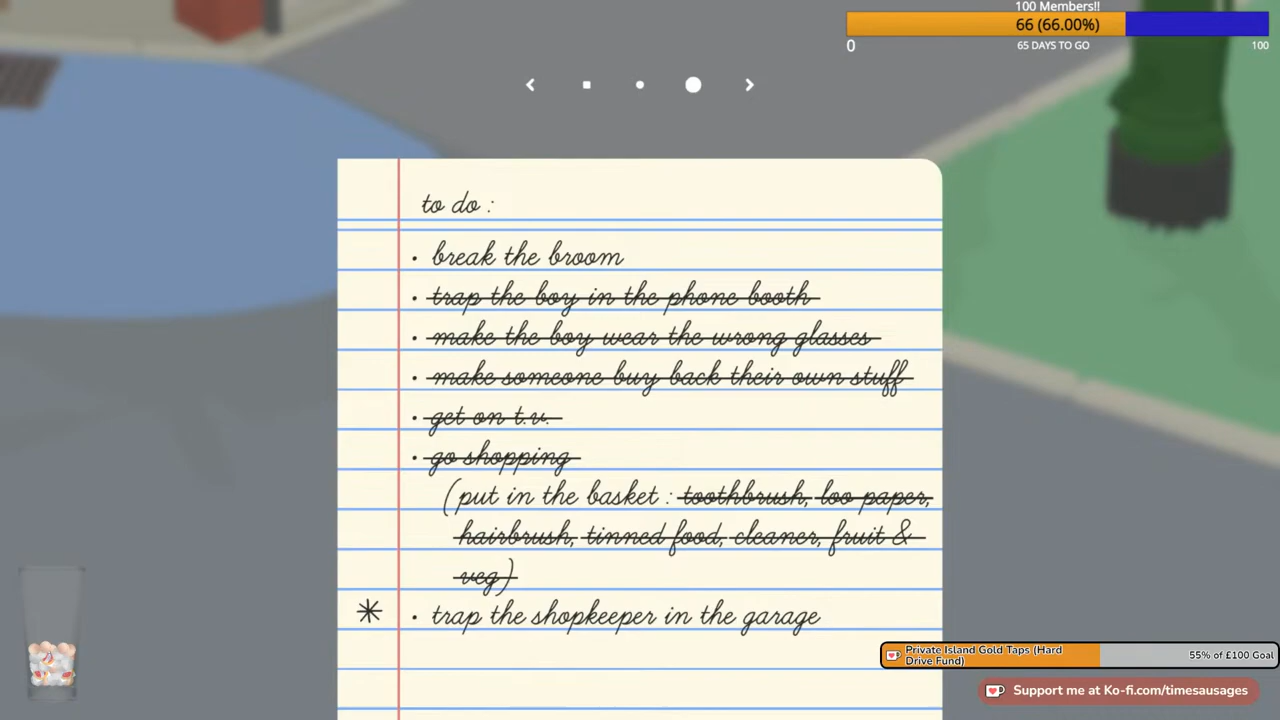 100 Members!!
66 (66.00%)
0 65 DAYS TO GO 100
to do :
• break the broom
• trap the boy in the phone booth
• make the boy wear the wrong glasses
• make someone buy back their own stuff
• get on t.v.
• go shopping
(put in the basket : toothbrush, loo paper,
hairbrush, tinned food, cleaner, fruit &
veg)
• trap the shopkeeper in the garage
Private Island Gold Taps (Hard
Drive Fund)
55% of £100 Goal
Support me at Ko-fi.com/timesausages